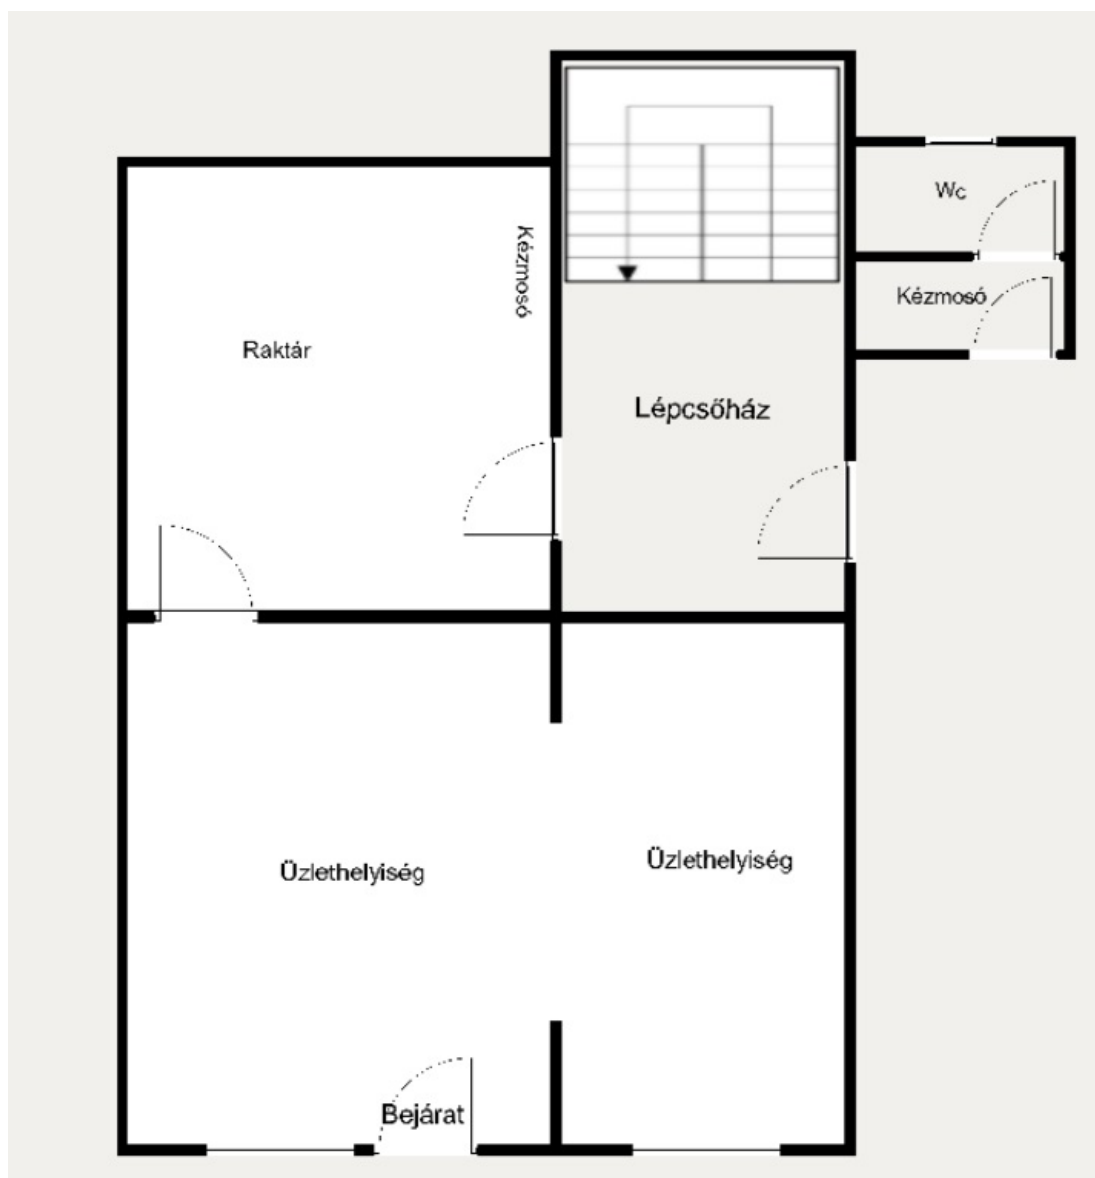 Wc
Kézmosó
Kézmosó
Raktár
Lépcsőház
Üzlethelyiség
Üzlethelyiség
Bejárat